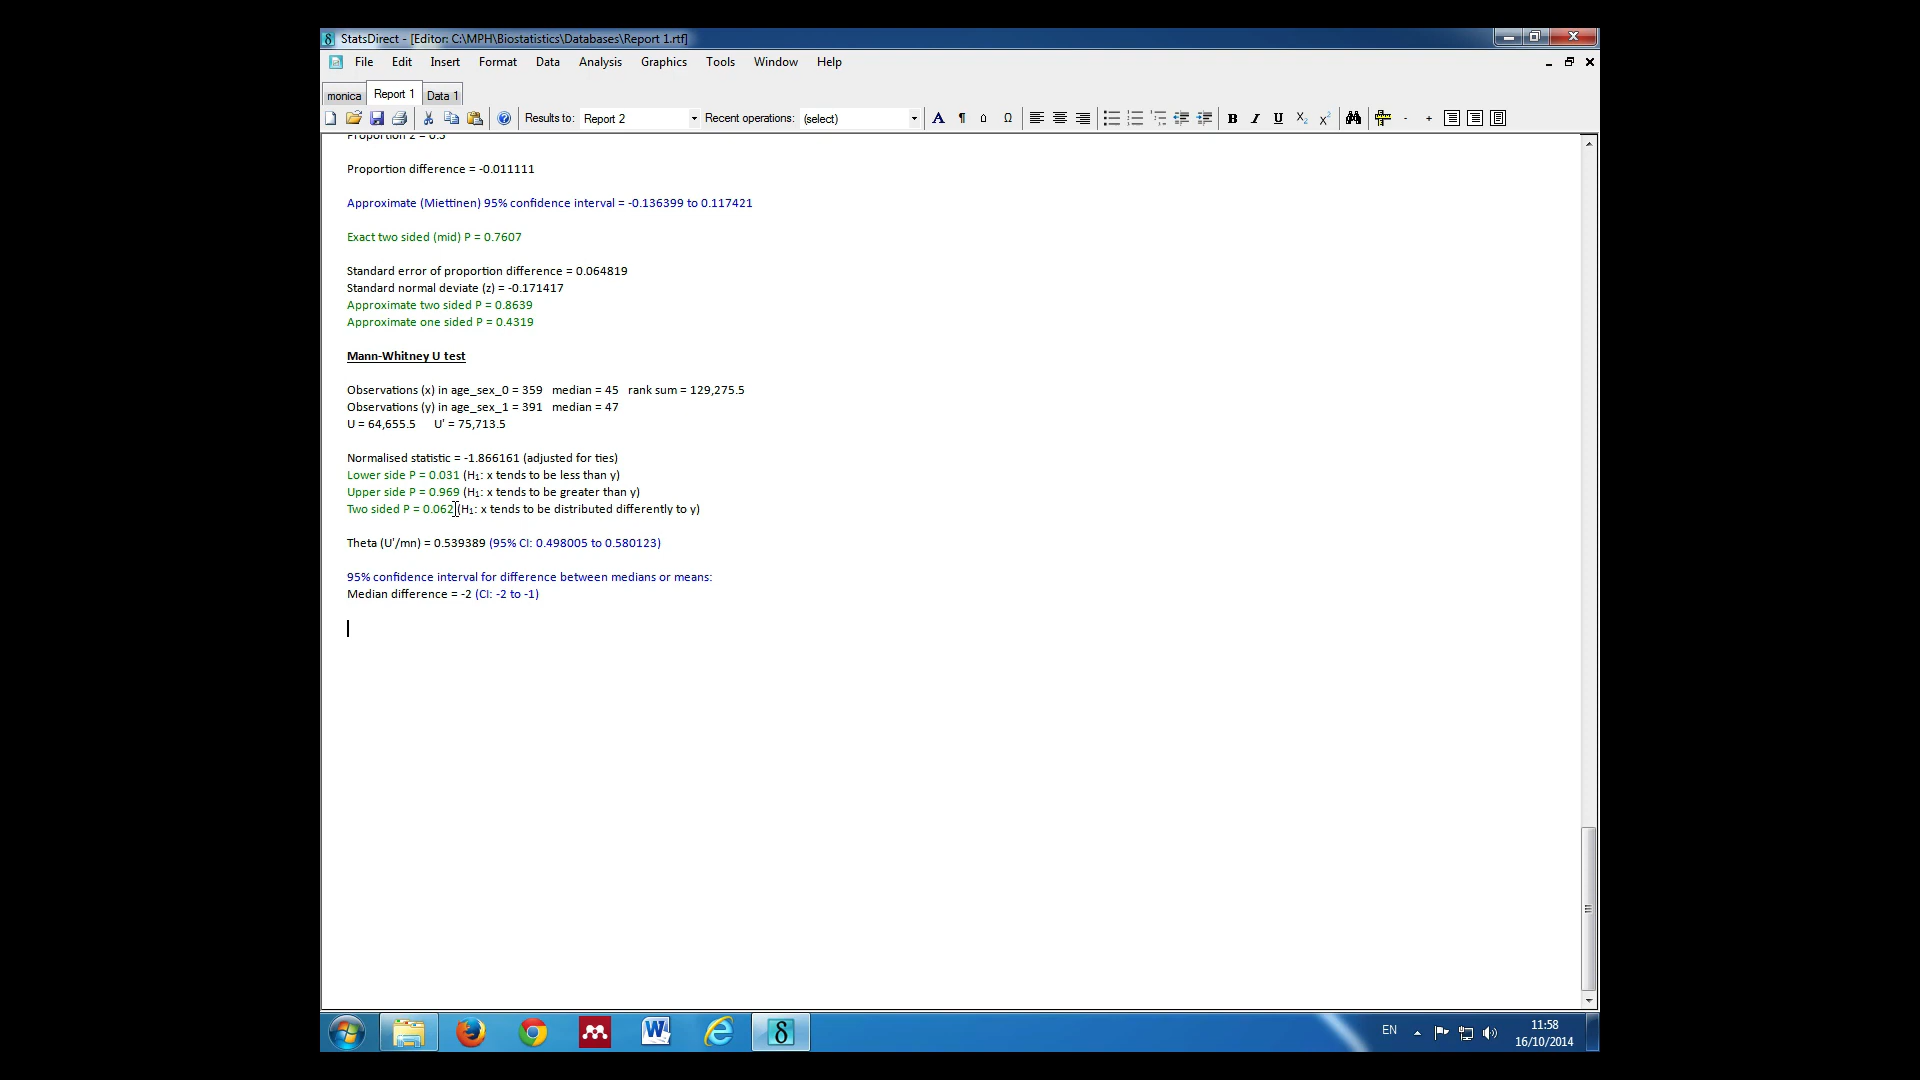 StatsDirect - [Editor: C:\MPH\Biostatistics\Databases\Report 1.rtf]
File Edit Insert Format Data Analysis Graphics Tools Window Help
monica Report 1 Data 1
Results to: Report 2 Recent operations: (select)
Proportion 2 = 0.3
Proportion difference = -0.011111
Approximate (Miettinen) 95% confidence interval = -0.136399 to 0.117421
Exact two sided (mid) P = 0.7607
Standard error of proportion difference = 0.064819
Standard normal deviate (z) = -0.171417
Approximate two sided P = 0.8639
Approximate one sided P = 0.4319
Mann-Whitney U test
Observations (x) in age_sex_0 = 359 median = 45 rank sum = 129,275.5
Observations (y) in age_sex_1 = 391 median = 47
U = 64,655.5 U' = 75,713.5
Normalised statistic = -1.866161 (adjusted for ties)
Lower side P = 0.031 (H₁: x tends to be less than y)
Upper side P = 0.969 (H₁: x tends to be greater than y)
Two sided P = 0.062 (H₁: x tends to be distributed differently to y)
Theta (U'/mn) = 0.539389 (95% CI: 0.498005 to 0.580123)
95% confidence interval for difference between medians or means:
Median difference = -2 (CI: -2 to -1)
EN
11:58
16/10/2014